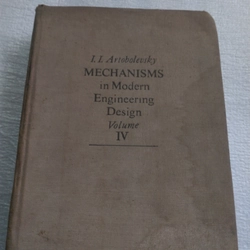 I. I. Artobolevsky
MECHANISMS
in Modern
Engineering
Design
Volume
IV